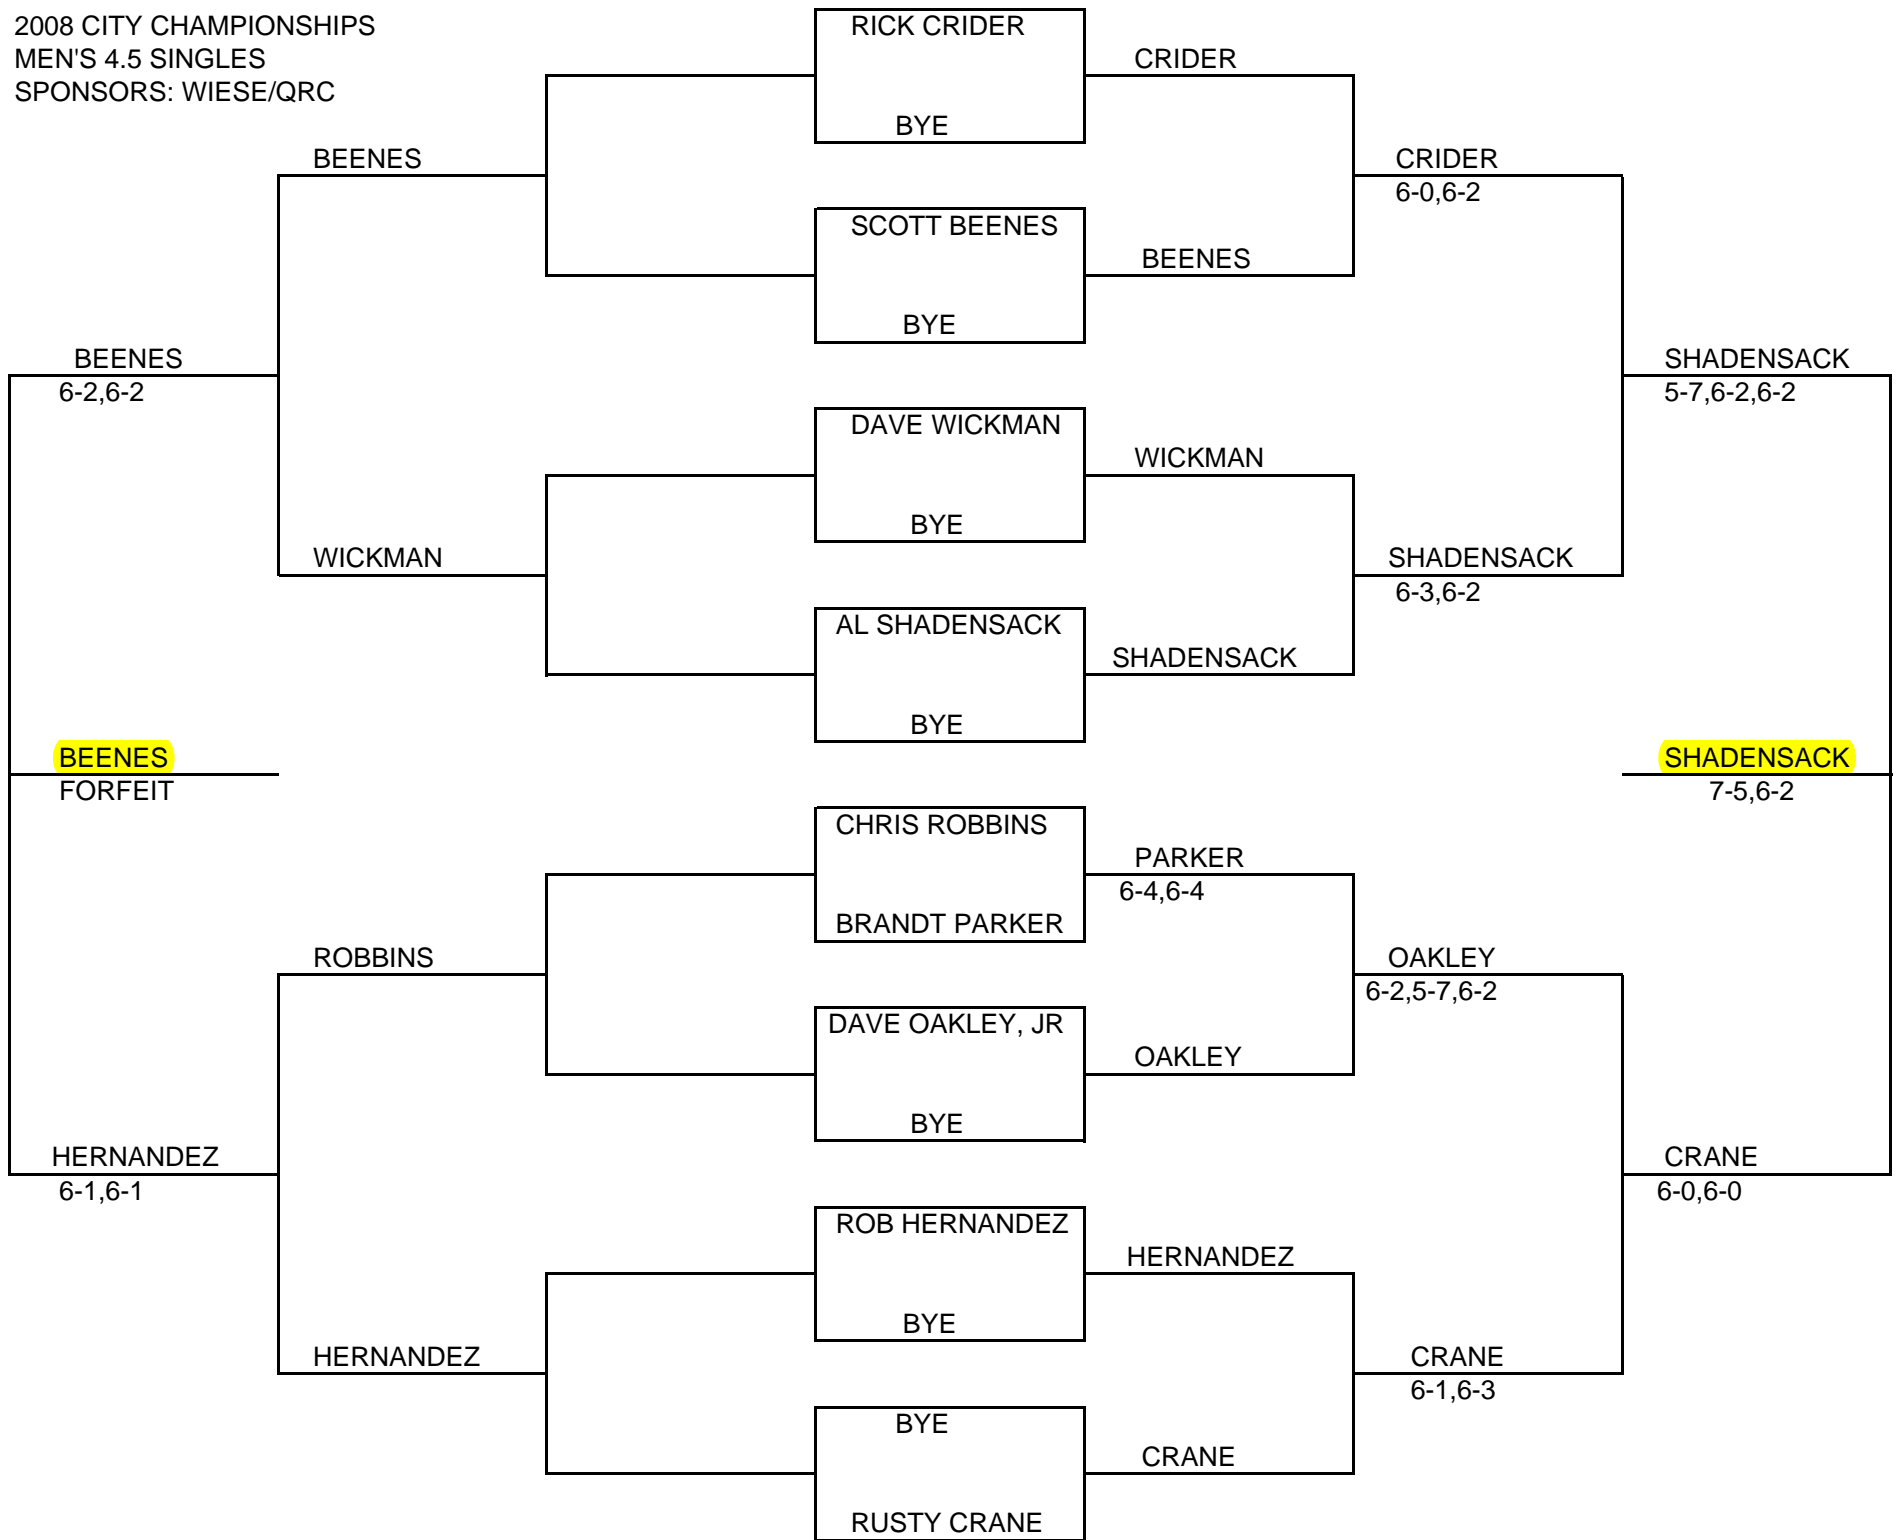 2008 CITY CHAMPIONSHIPS
MEN'S 4.5 SINGLES
SPONSORS: WIESE/QRC
RICK CRIDER
CRIDER
BYE
BEENES
CRIDER
6-0,6-2
SCOTT BEENES
BEENES
BYE
BEENES
6-2,6-2
SHADENSACK
5-7,6-2,6-2
DAVE WICKMAN
WICKMAN
BYE
WICKMAN
SHADENSACK
6-3,6-2
AL SHADENSACK
SHADENSACK
BYE
BEENES
FORFEIT
SHADENSACK
7-5,6-2
CHRIS ROBBINS
PARKER
6-4,6-4
BRANDT PARKER
ROBBINS
OAKLEY
6-2,5-7,6-2
DAVE OAKLEY, JR
OAKLEY
BYE
HERNANDEZ
6-1,6-1
CRANE
6-0,6-0
ROB HERNANDEZ
HERNANDEZ
BYE
HERNANDEZ
CRANE
6-1,6-3
BYE
CRANE
RUSTY CRANE